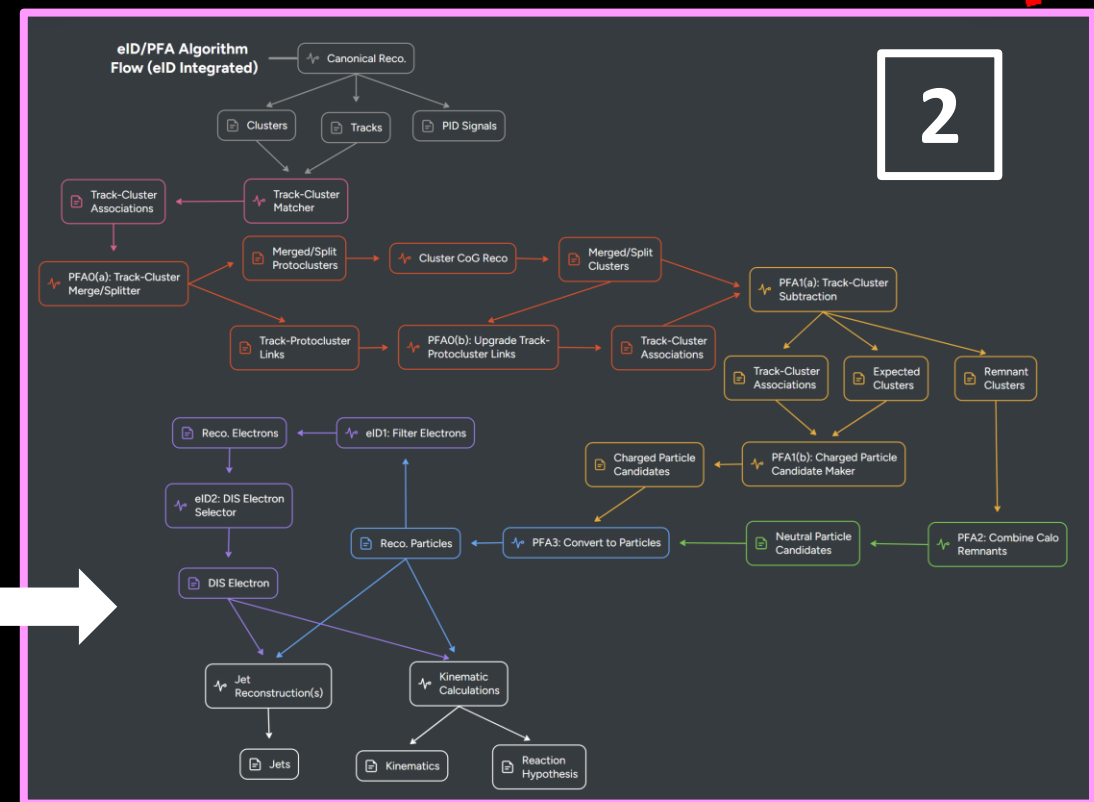 eID/PFA Algorithm
Flow (eID Integrated)
Canonical Reco.
2
Clusters
Tracks
PID Signals
Track-Cluster
Associations
Track-Cluster
Matcher
PFA0(a): Track-Cluster
Merge/Splitter
Merged/Split
Protoclusters
Cluster CoG Reco
Merged/Split
Clusters
PFA1(a): Track-Cluster
Subtraction
Track-Protocluster
Links
PFA0(b): Upgrade Track-
Protocluster Links
Track-Cluster
Associations
Track-Cluster
Associations
Expected
Clusters
Remnant
Clusters
Reco. Electrons
eID1: Filter Electrons
Charged Particle
Candidates
PFA1(b): Charged Particle
Candidate Maker
eID2: DIS Electron
Selector
Reco. Particles
PFA3: Convert to Particles
Neutral Particle
Candidates
PFA2: Combine Calo
Remnants
DIS Electron
Jet
Reconstruction(s)
Kinematic
Calculations
Jets
Kinematics
Reaction
Hypothesis